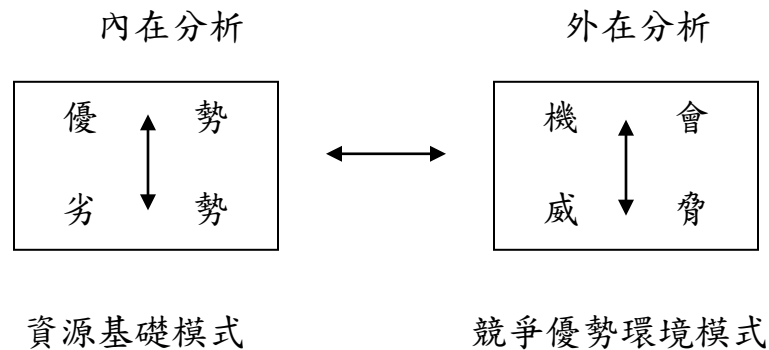 內在分析 外在分析
優 勢 機 會
劣 勢 威 脅
資源基礎模式 競爭優勢環境模式